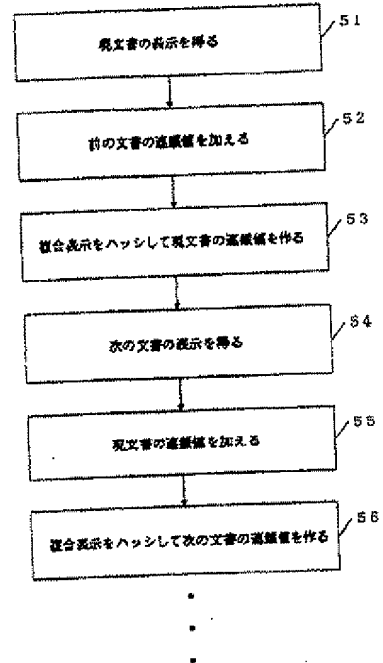 51
現文書の表示を得る
52
前の文書の連鎖値を加える
53
複合表示をハッシして現文書の連鎖値を作る
54
次の文書の表示を得る
55
現文書の連鎖値を加える
56
複合表示をハッシして次の文書の連鎖値を作る